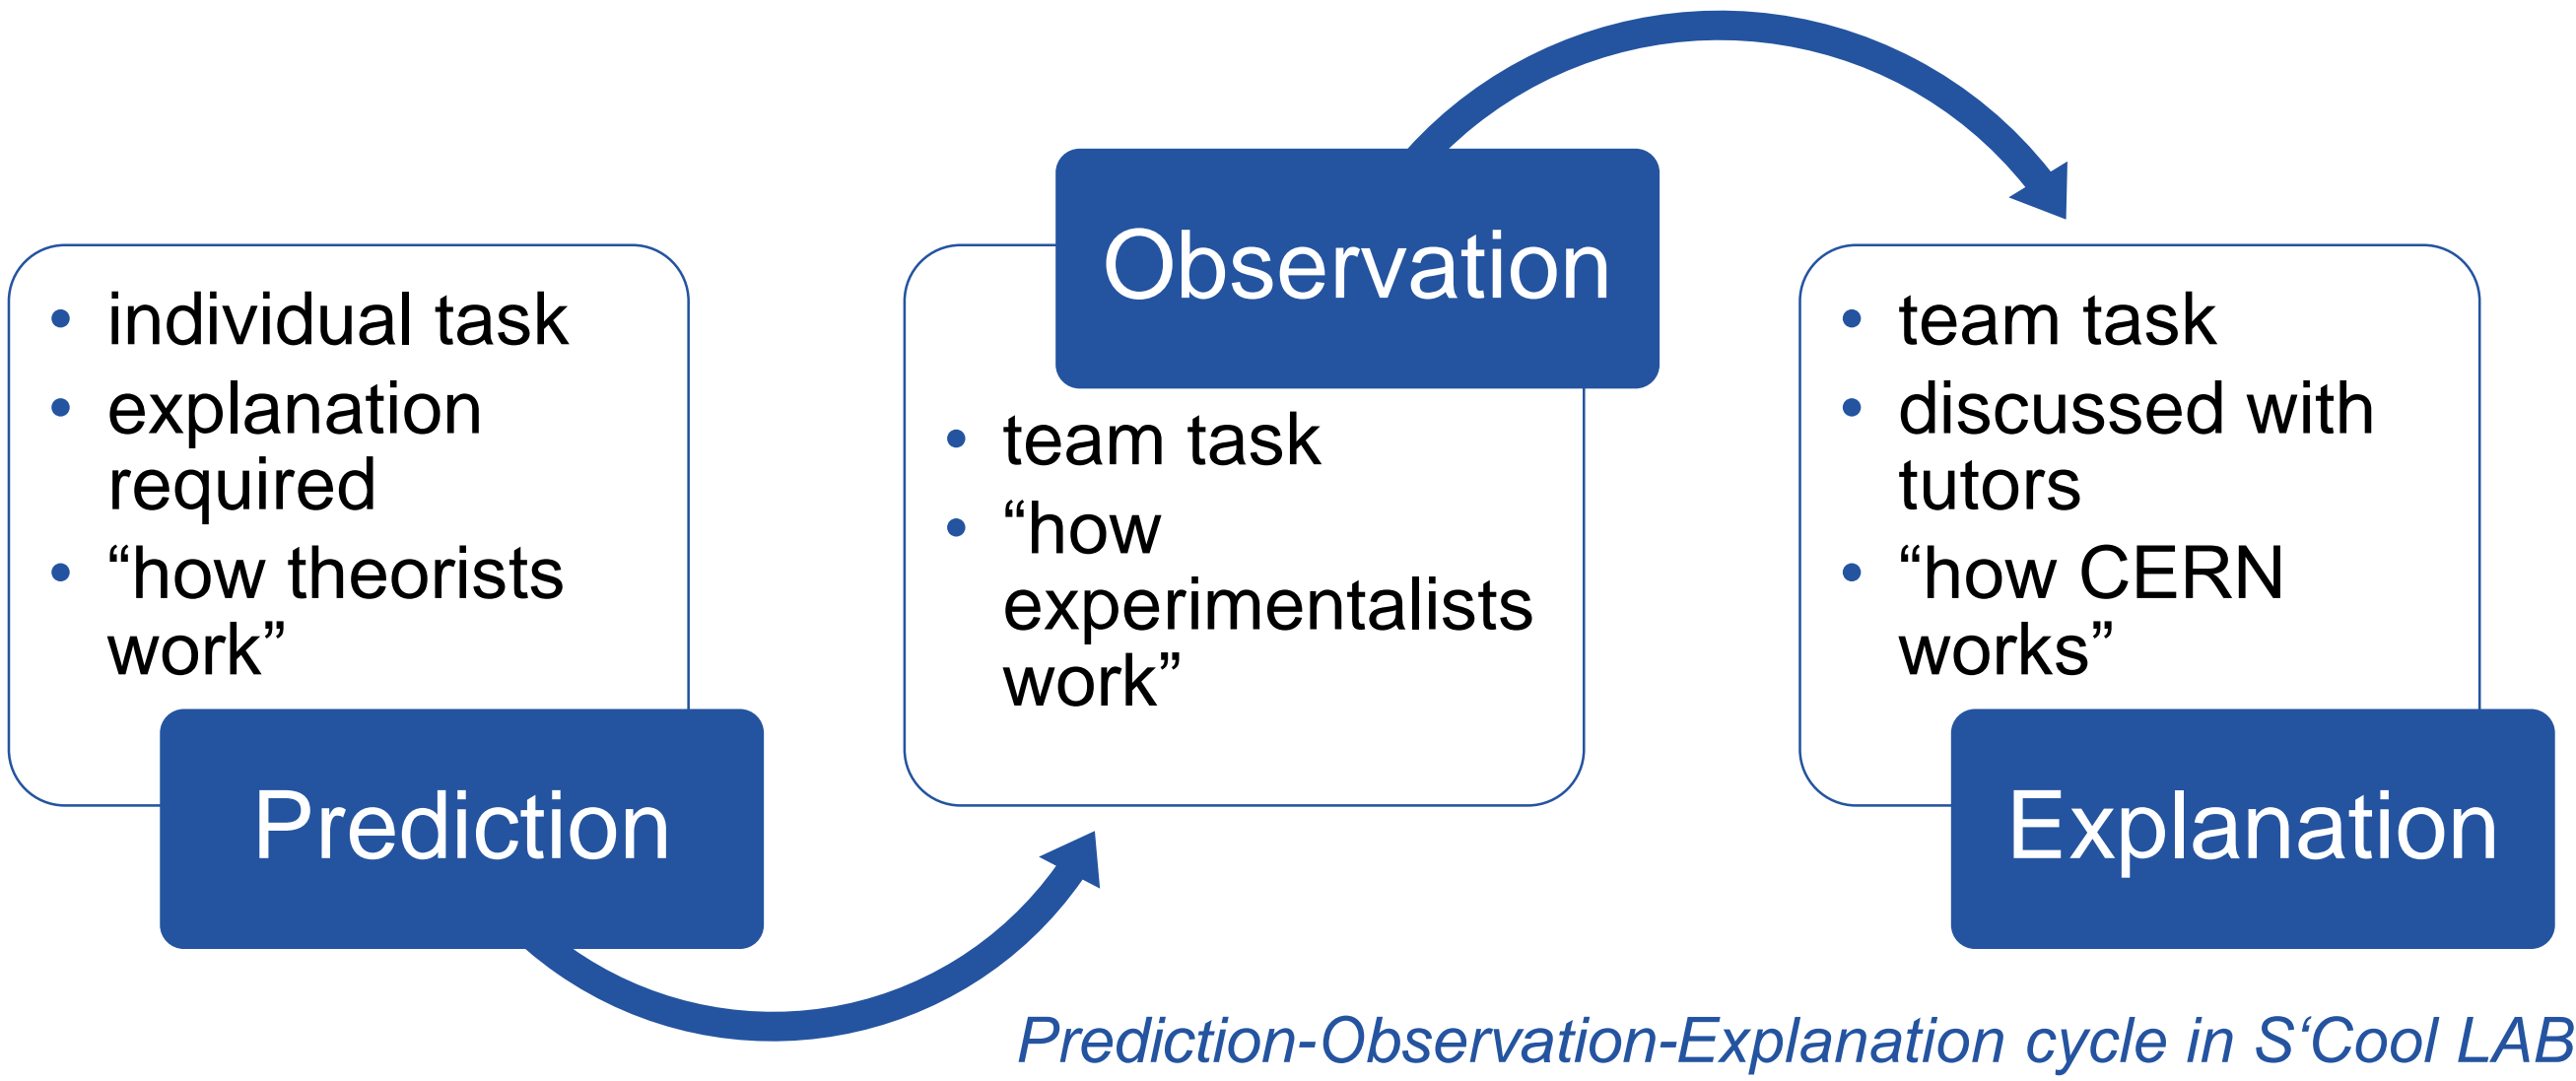 • individual task
• explanation
required
• “how theorists
work”
Prediction
Observation
• team task
• “how
experimentalists
work”
• team task
• discussed with
tutors
• “how CERN
works”
Explanation
Prediction-Observation-Explanation cycle in S‘Cool LAB